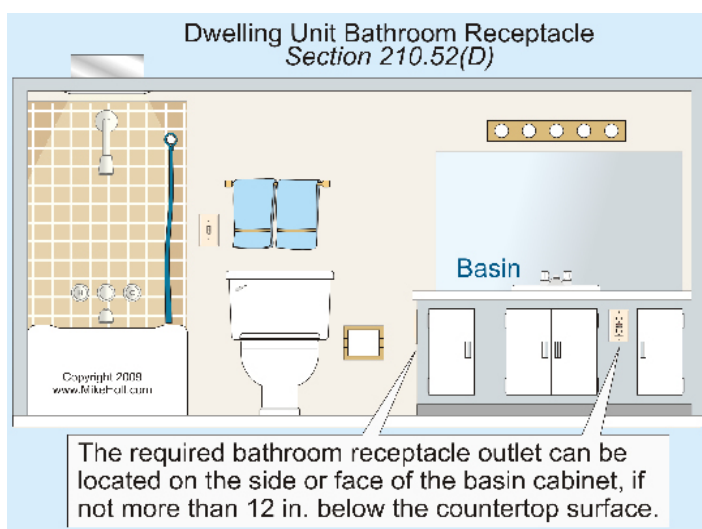 Dwelling Unit Bathroom Receptacle
Section 210.52(D)
Basin
Copyright 2009
www.MikeHolt.com
The required bathroom receptacle outlet can be
located on the side or face of the basin cabinet, if
not more than 12 in. below the countertop surface.